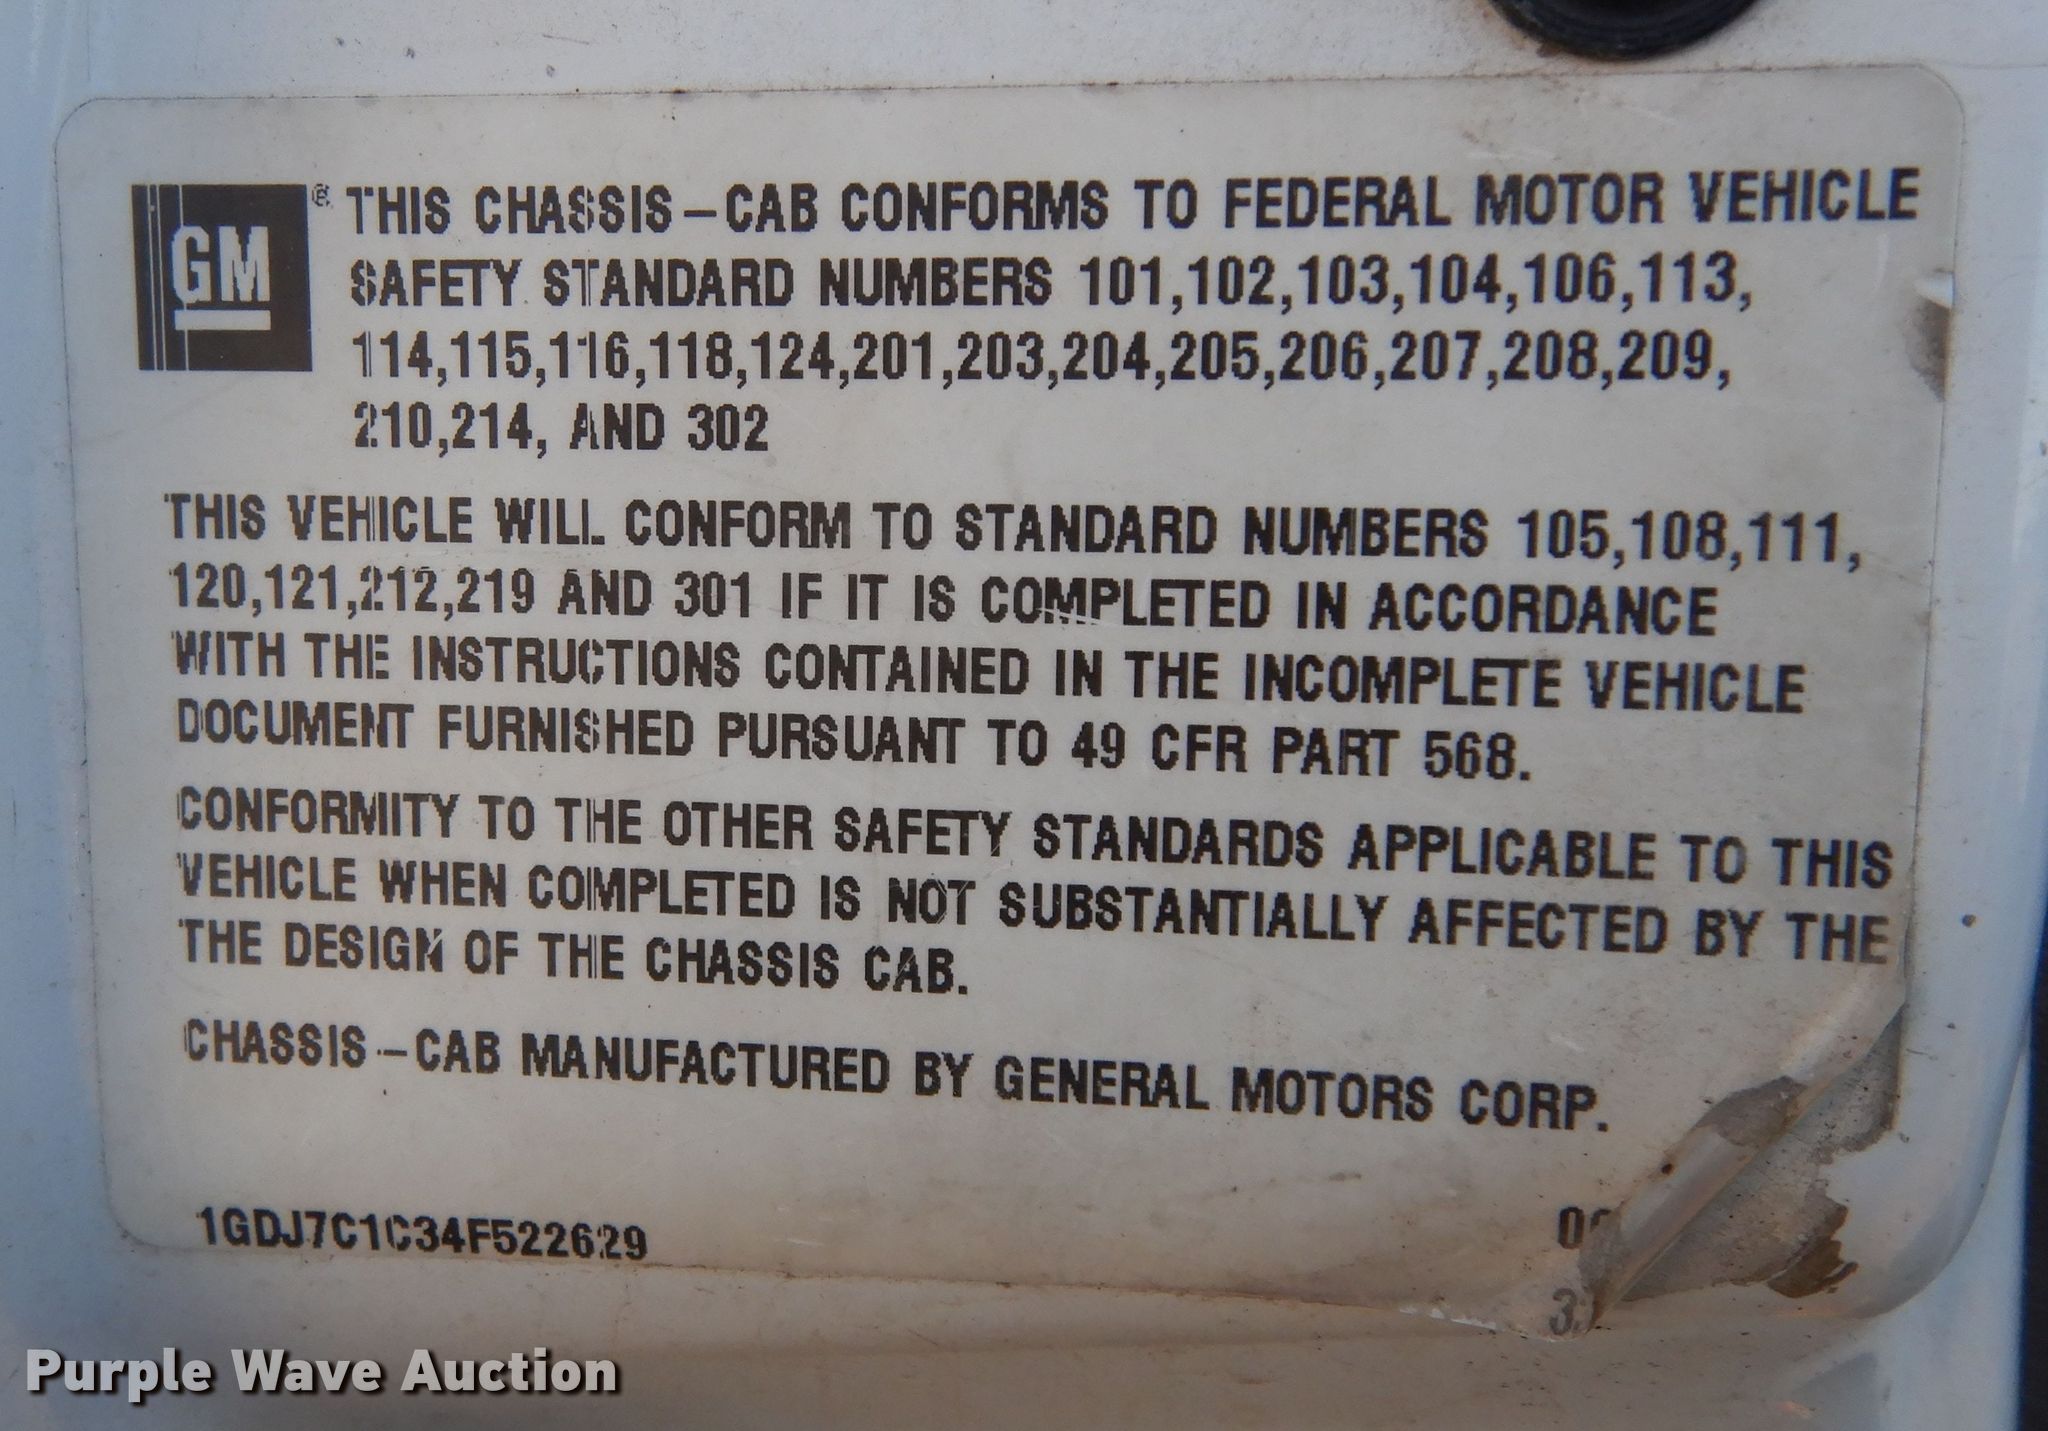 GM
® THIS CHASSIS-CAB CONFORMS TO FEDERAL MOTOR VEHICLE
SAFETY STANDARD NUMBERS 101,102,103,104,106,113,
114,115,116,118,124,201,203,204,205,206,207,208,209,
210,214, AND 302
THIS VEHICLE WILL CONFORM TO STANDARD NUMBERS 105,108,111,
120,121,212,219 AND 301 IF IT IS COMPLETED IN ACCORDANCE
WITH THE INSTRUCTIONS CONTAINED IN THE INCOMPLETE VEHICLE
DOCUMENT FURNISHED PURSUANT TO 49 CFR PART 568.
CONFORMITY TO THE OTHER SAFETY STANDARDS APPLICABLE TO THIS
VEHICLE WHEN COMPLETED IS NOT SUBSTANTIALLY AFFECTED BY THE
THE DESIGN OF THE CHASSIS CAB.
CHASSIS-CAB MANUFACTURED BY GENERAL MOTORS CORP.
1GDJ7C1C34F522629
Purple Wave Auction